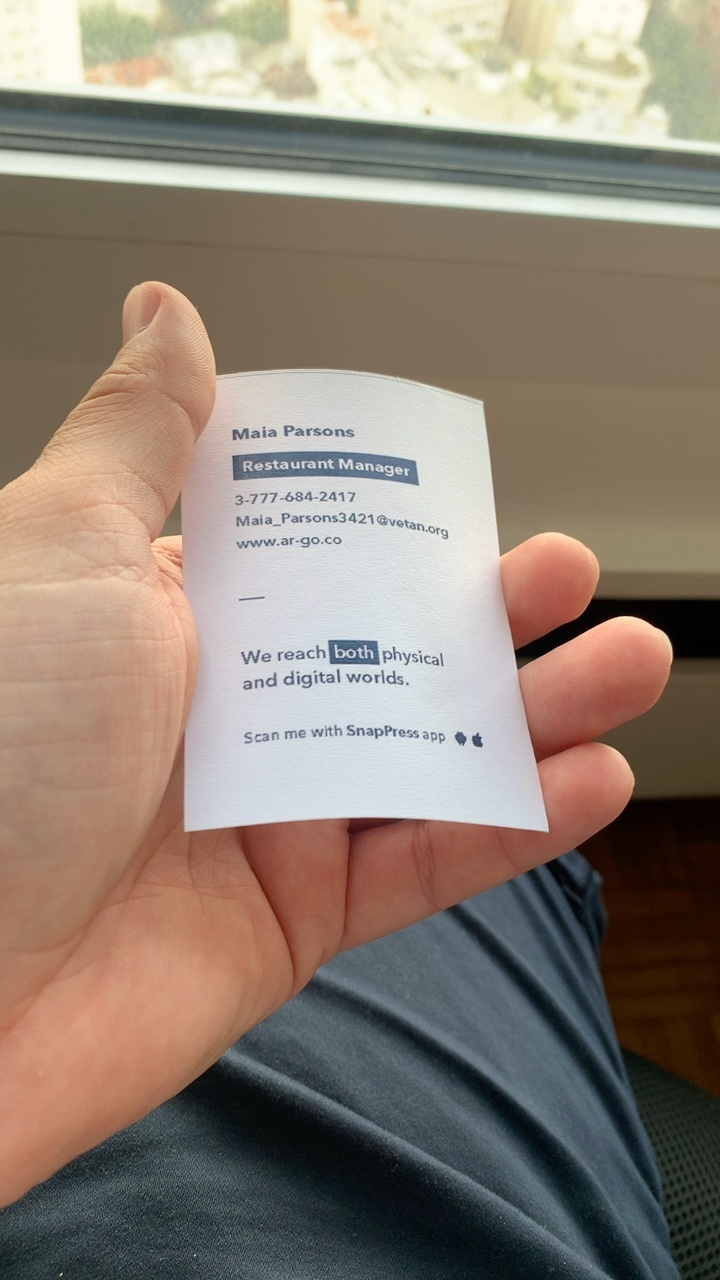 Maia Parsons
Restaurant Manager
3-777-684-2417
Maia_Parsons3421@vetan.org
www.ar-go.co
We reach both physical
and digital worlds.
Scan me with SnapPress app